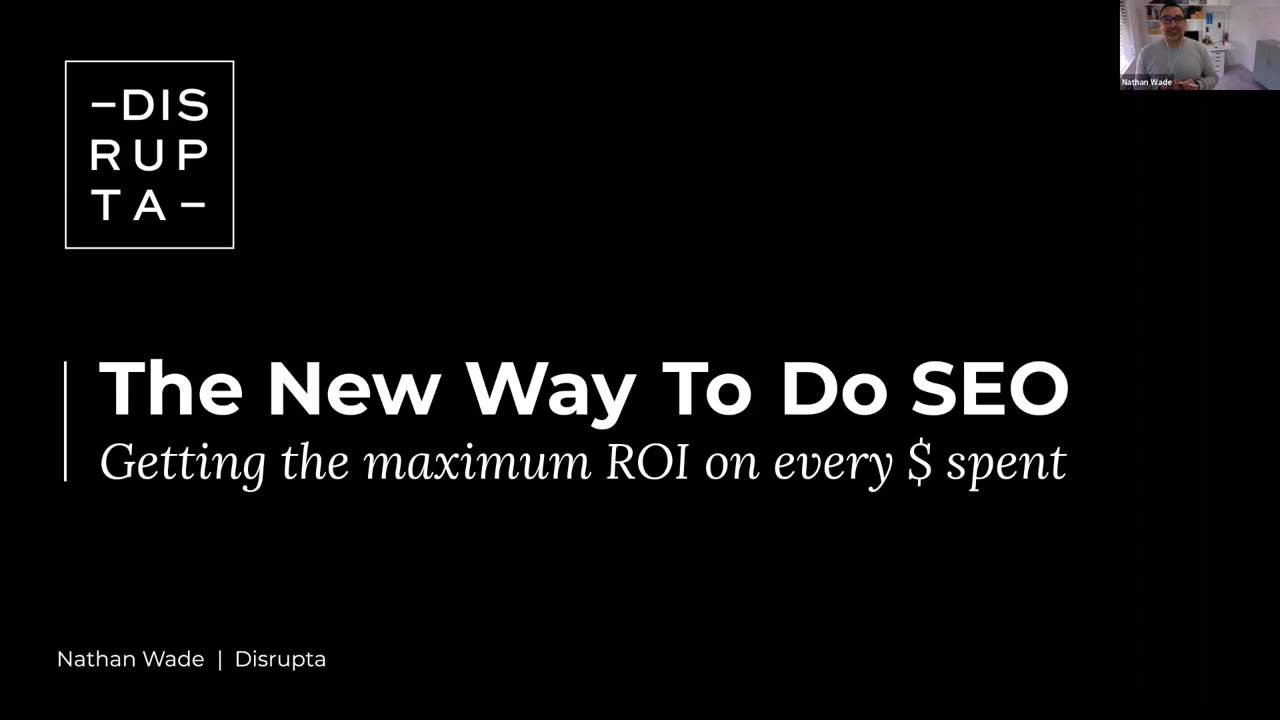 –DIS
RUP
TA–
Nathan Wade
The New Way To Do SEO
Getting the maximum ROI on every $ spent
Nathan Wade | Disrupta